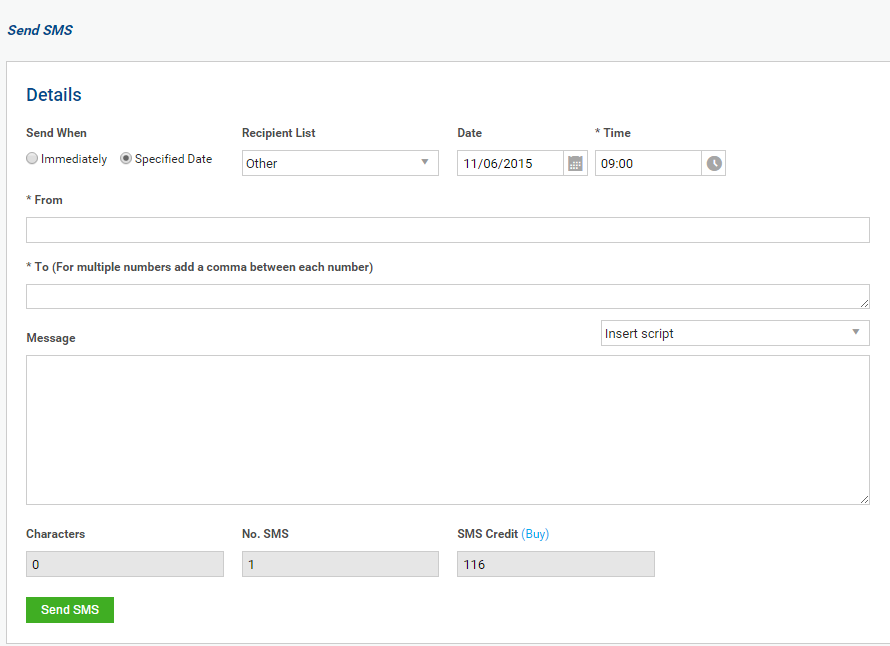 Send SMS
Details
Send When
Recipient List
Date
* Time
Immediately
Specified Date
Other
11/06/2015
09:00
* From
* To (For multiple numbers add a comma between each number)
Message
Insert script
Characters
No. SMS
SMS Credit (Buy)
0
1
116
Send SMS